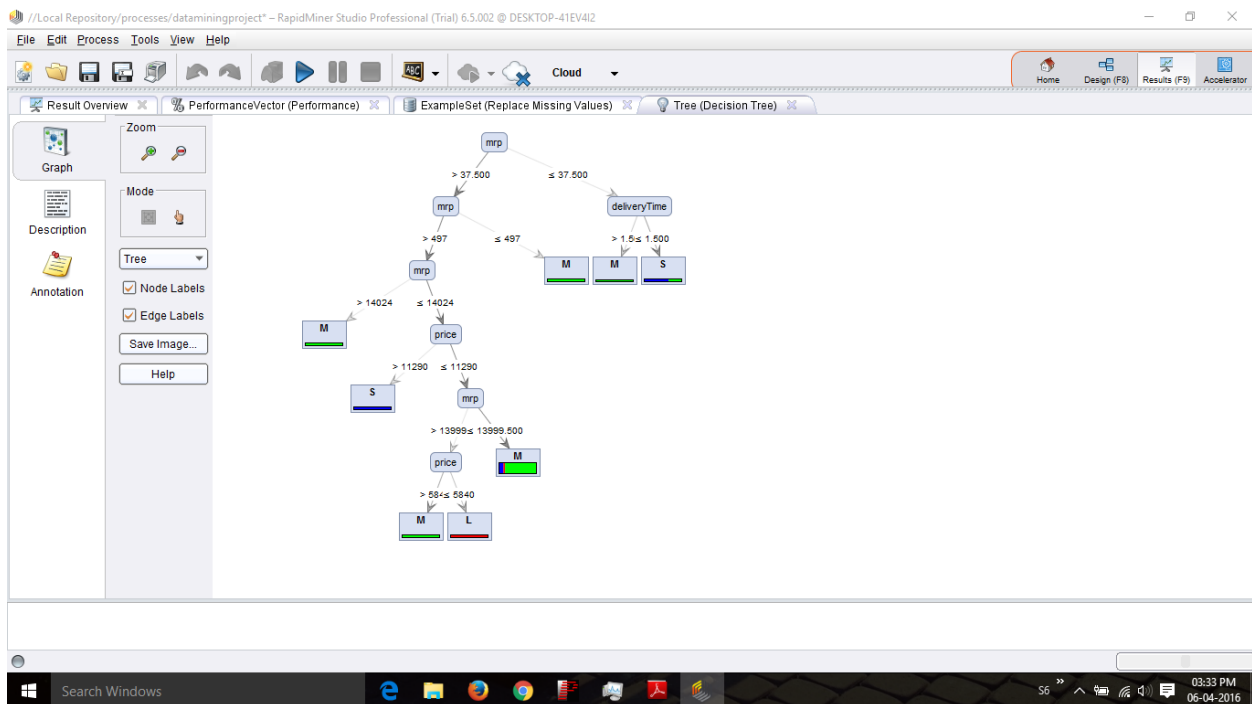 //Local Repository/processes/dataminingproject* – RapidMiner Studio Professional (Trial) 6.5.002 @ DESKTOP-41EV4I2
File Edit Process Tools View Help
ABC
Cloud
Home Design (F8) Results (F9) Accelerator
Result Overview PerformanceVector (Performance) ExampleSet (Replace Missing Values) Tree (Decision Tree)
Graph
Description
Annotation
Zoom
Mode
Tree
Node Labels
Edge Labels
Save Image...
Help
mrp
> 37.500 ≤ 37.500
mrp deliveryTime
> 497 ≤ 497 > 1.5 ≤ 1.500
mrp M M S
> 14024 ≤ 14024
M price
> 11290 ≤ 11290
S mrp
> 13999 ≤ 13999.500
price M
> 584 ≤ 5840
M L
Search Windows
S6 03:33 PM
06-04-2016